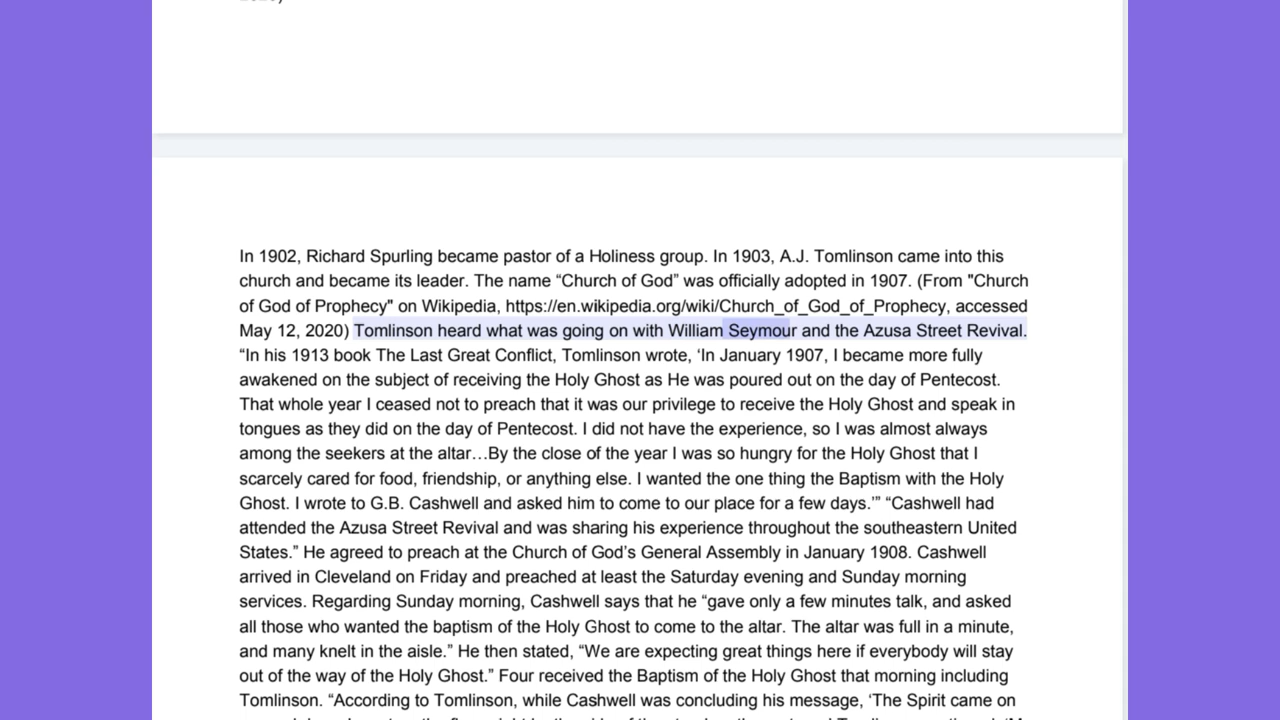 In 1902, Richard Spurling became pastor of a Holiness group. In 1903, A.J. Tomlinson came into this
church and became its leader. The name “Church of God” was officially adopted in 1907. (From "Church
of God of Prophecy" on Wikipedia, https://en.wikipedia.org/wiki/Church_of_God_of_Prophecy, accessed
May 12, 2020) Tomlinson heard what was going on with William Seymour and the Azusa Street Revival.
“In his 1913 book The Last Great Conflict, Tomlinson wrote, ‘In January 1907, I became more fully
awakened on the subject of receiving the Holy Ghost as He was poured out on the day of Pentecost.
That whole year I ceased not to preach that it was our privilege to receive the Holy Ghost and speak in
tongues as they did on the day of Pentecost. I did not have the experience, so I was almost always
among the seekers at the altar…By the close of the year I was so hungry for the Holy Ghost that I
scarcely cared for food, friendship, or anything else. I wanted the one thing the Baptism with the Holy
Ghost. I wrote to G.B. Cashwell and asked him to come to our place for a few days.’” “Cashwell had
attended the Azusa Street Revival and was sharing his experience throughout the southeastern United
States.” He agreed to preach at the Church of God’s General Assembly in January 1908. Cashwell
arrived in Cleveland on Friday and preached at least the Saturday evening and Sunday morning
services. Regarding Sunday morning, Cashwell says that he “gave only a few minutes talk, and asked
all those who wanted the baptism of the Holy Ghost to come to the altar. The altar was full in a minute,
and many knelt in the aisle.” He then stated, “We are expecting great things here if everybody will stay
out of the way of the Holy Ghost.” Four received the Baptism of the Holy Ghost that morning including
Tomlinson. “According to Tomlinson, while Cashwell was concluding his message, ‘The Spirit came on